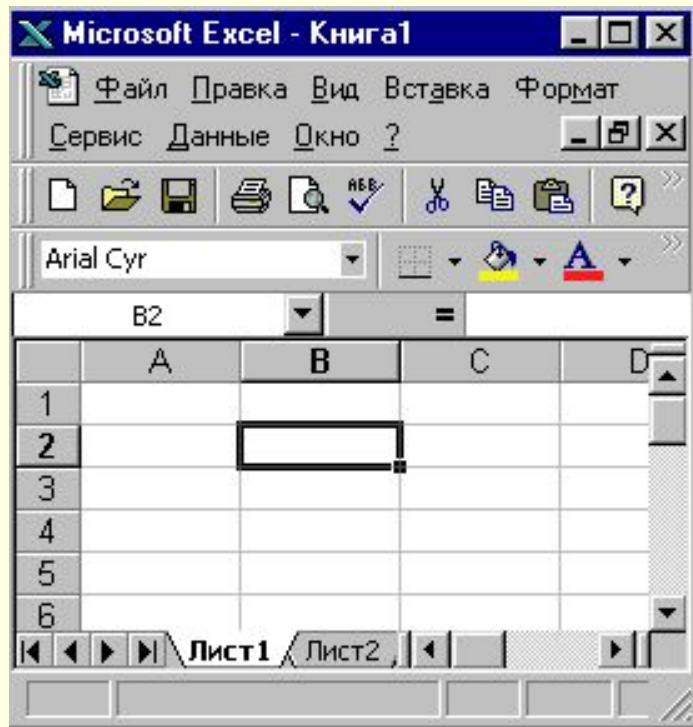 Microsoft Excel - Книга1
Файл Правка Вид Вставка Формат
Сервис Данные Окно ?
АБВ ?
Arial Cyr A
B2 =
A B C D
1
2
3
4
5
6
Лист1 Лист2